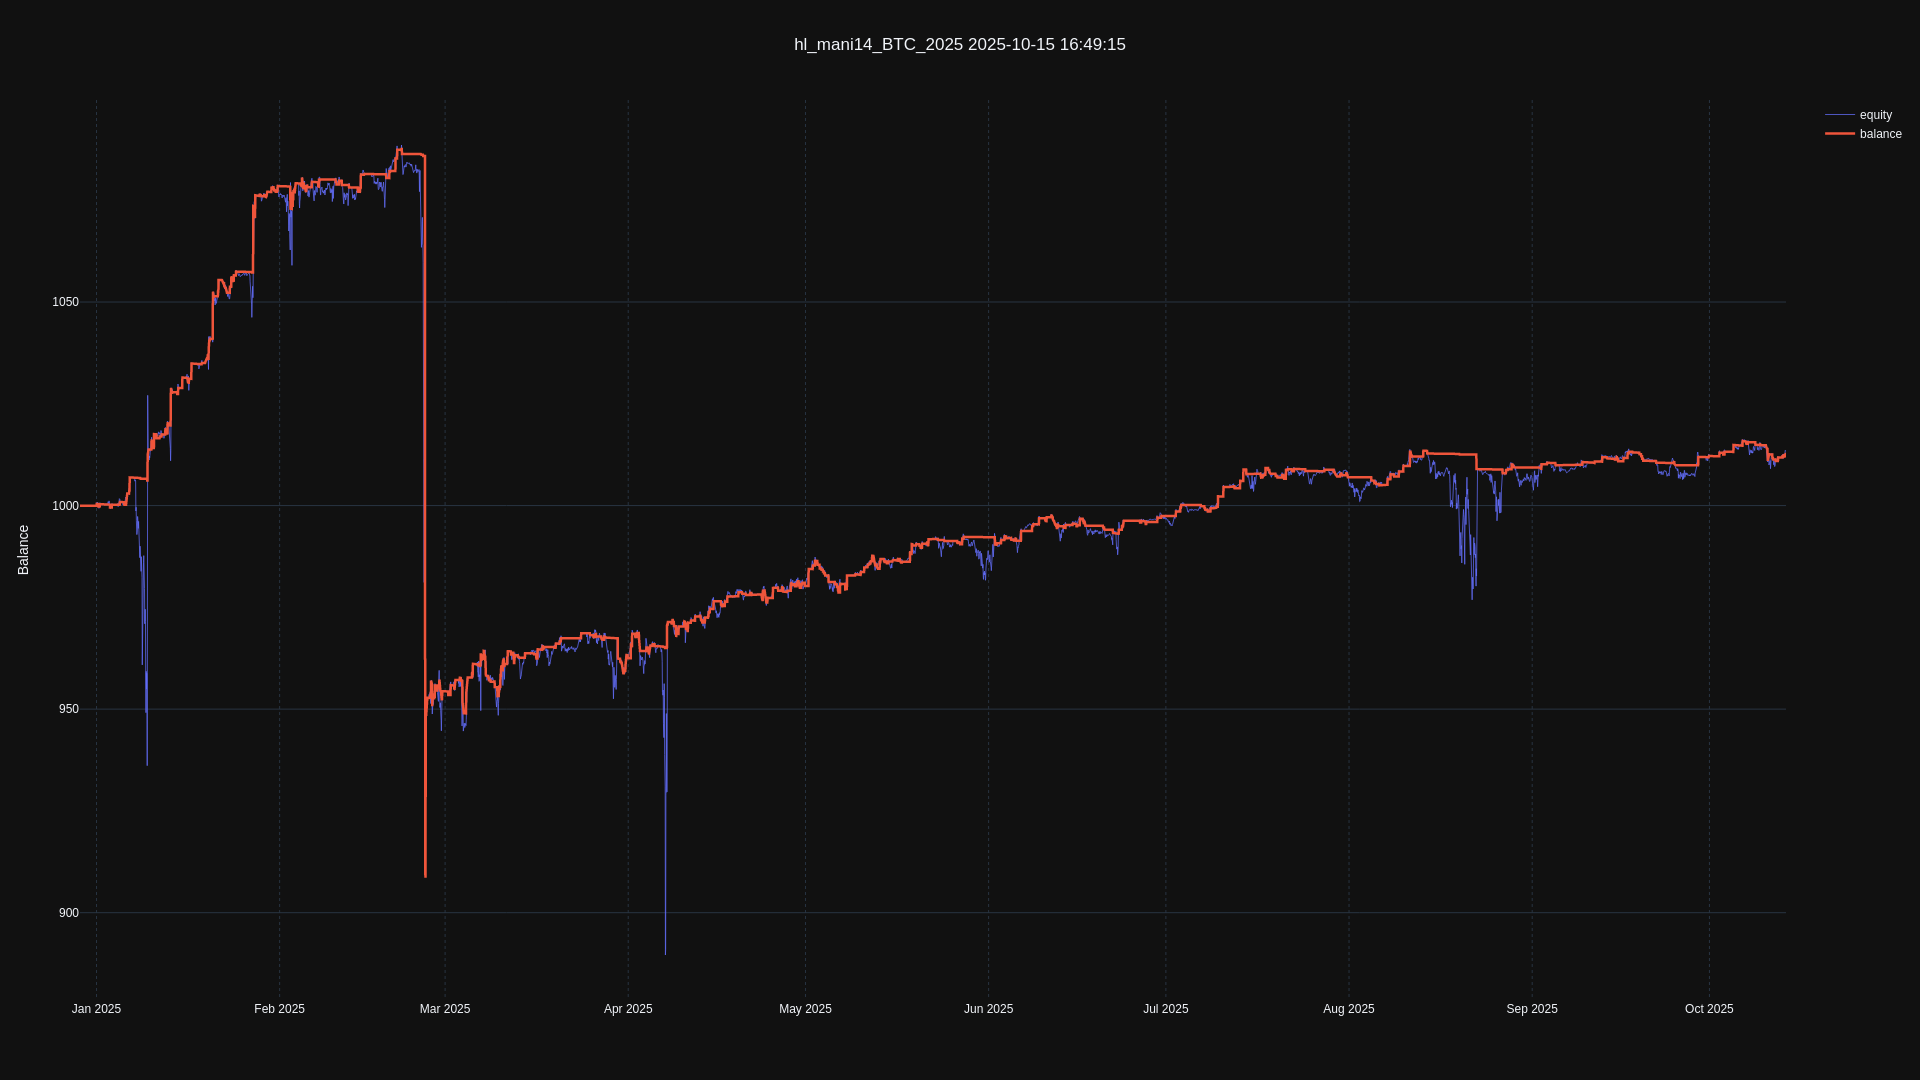 hl_mani14_BTC_2025 2025-10-15 16:49:15
equity
balance
Balance
1050
1000
950
900
Jan 2025
Feb 2025
Mar 2025
Apr 2025
May 2025
Jun 2025
Jul 2025
Aug 2025
Sep 2025
Oct 2025